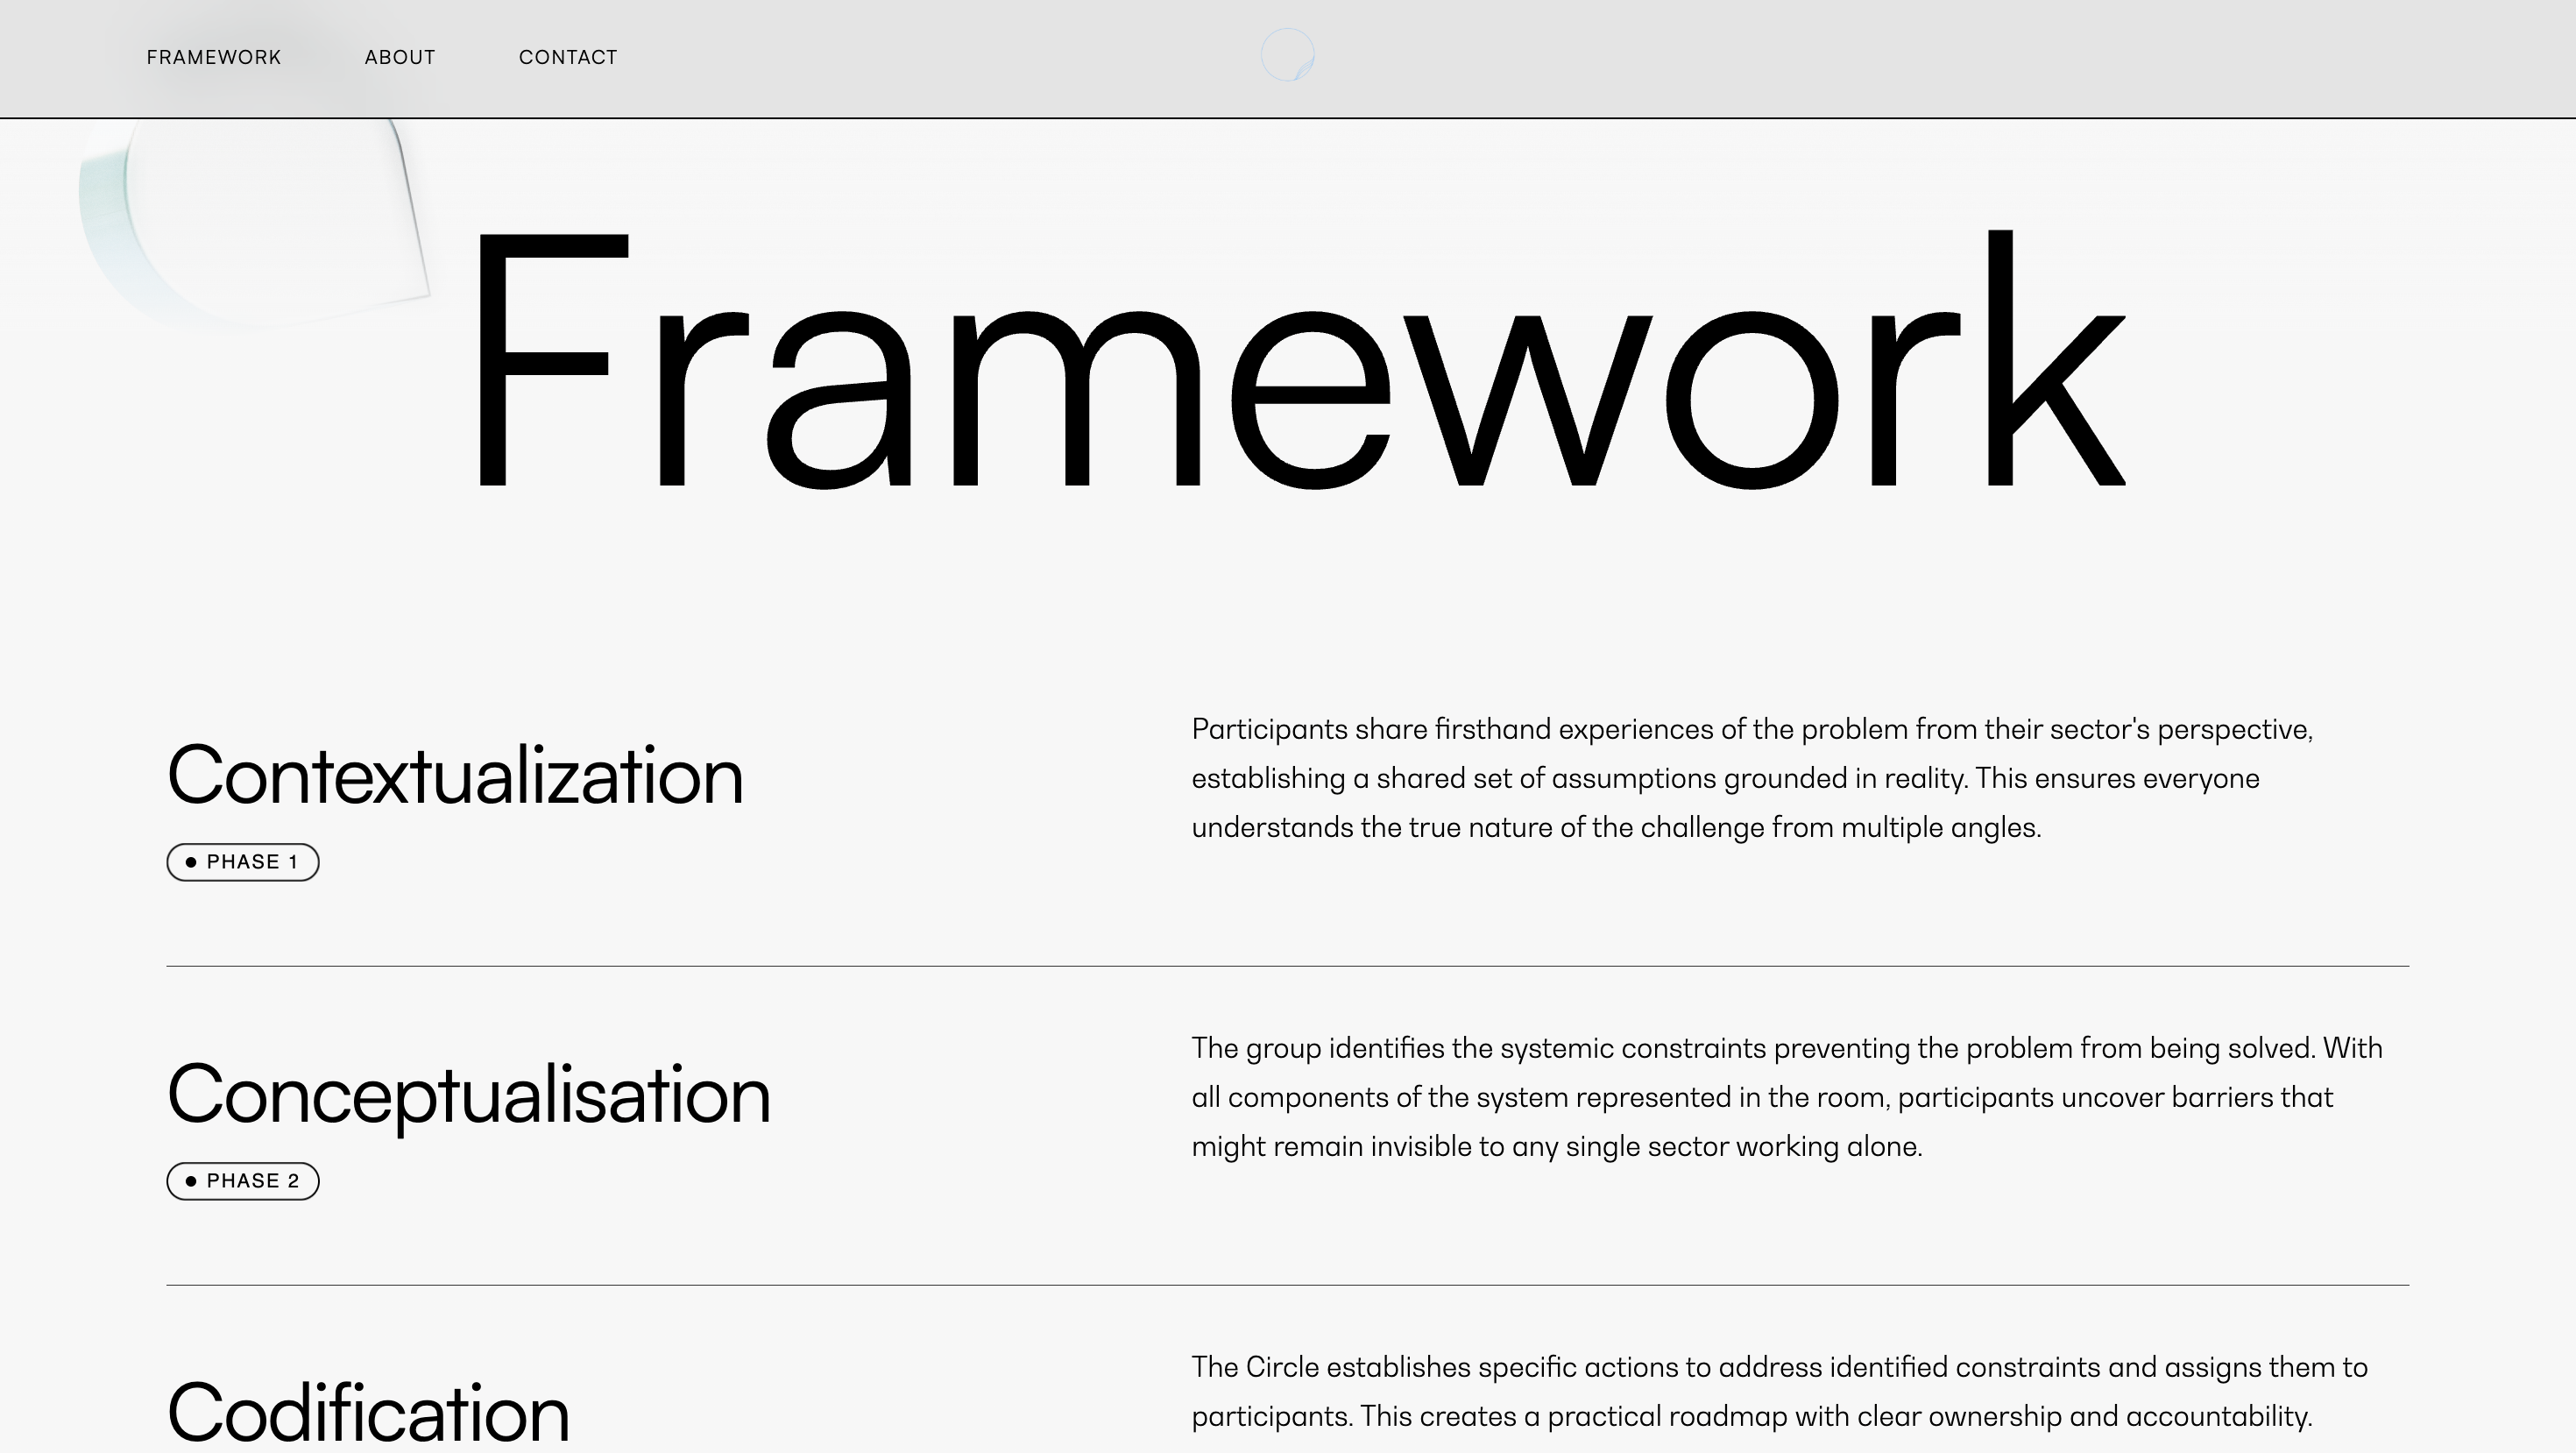 FRAMEWORK ABOUT CONTACT
Framework
Contextualization
PHASE 1
Participants share firsthand experiences of the problem from their sector's perspective,
establishing a shared set of assumptions grounded in reality. This ensures everyone
understands the true nature of the challenge from multiple angles.
Conceptualisation
PHASE 2
The group identifies the systemic constraints preventing the problem from being solved. With
all components of the system represented in the room, participants uncover barriers that
might remain invisible to any single sector working alone.
Codification
The Circle establishes specific actions to address identified constraints and assigns them to
participants. This creates a practical roadmap with clear ownership and accountability.